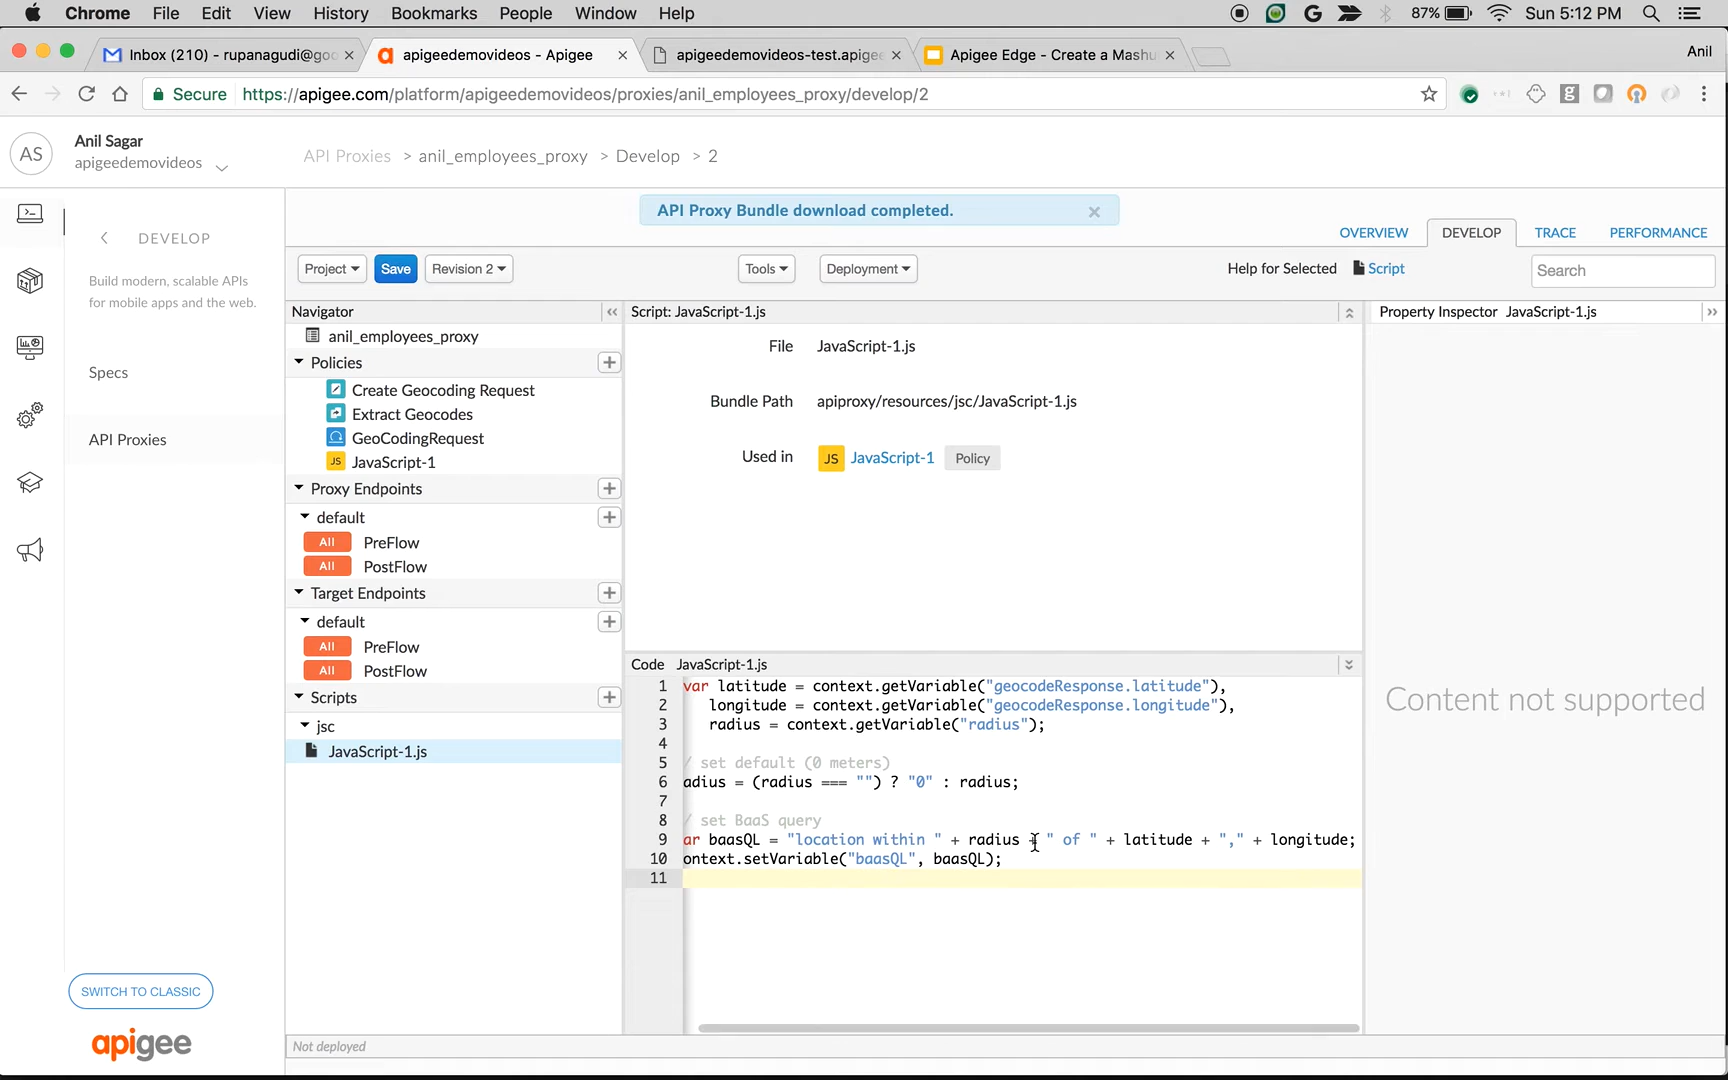 Chrome File Edit View History Bookmarks People Window Help 87% Sun 5:12 PM
Inbox (210) - rupanagudi@goo apigeedemovideos - Apigee apigeedemovideos-test.apigee Apigee Edge - Create a Mashu Anil
Secure https://apigee.com/platform/apigeedemovideos/proxies/anil_employees_proxy/develop/2
AS Anil Sagar
apigeedemovideos
API Proxies > anil_employees_proxy > Develop > 2
API Proxy Bundle download completed.
OVERVIEW DEVELOP TRACE PERFORMANCE
DEVELOP
Build modern, scalable APIs
for mobile apps and the web.
Specs
API Proxies
SWITCH TO CLASSIC
apigee
Project Save Revision 2 Tools Deployment Help for Selected Script Search
Navigator
anil_employees_proxy
Policies
Create Geocoding Request
Extract Geocodes
GeoCodingRequest
JS JavaScript-1
Proxy Endpoints
default
All PreFlow
All PostFlow
Target Endpoints
default
All PreFlow
All PostFlow
Scripts
jsc
JavaScript-1.js
Script: JavaScript-1.js
File JavaScript-1.js
Bundle Path apiproxy/resources/jsc/JavaScript-1.js
Used in JS JavaScript-1 Policy
Code JavaScript-1.js
1 var latitude = context.getVariable("geocodeResponse.latitude"),
2 longitude = context.getVariable("geocodeResponse.longitude"),
3 radius = context.getVariable("radius");
4
5 / set default (0 meters)
6 adius = (radius === "") ? "0" : radius;
7
8 / set BaaS query
9 ar baasQL = "location within " + radius + " of " + latitude + "," + longitude;
10 ontext.setVariable("baasQL", baasQL);
11
Property Inspector JavaScript-1.js
Content not supported
Not deployed